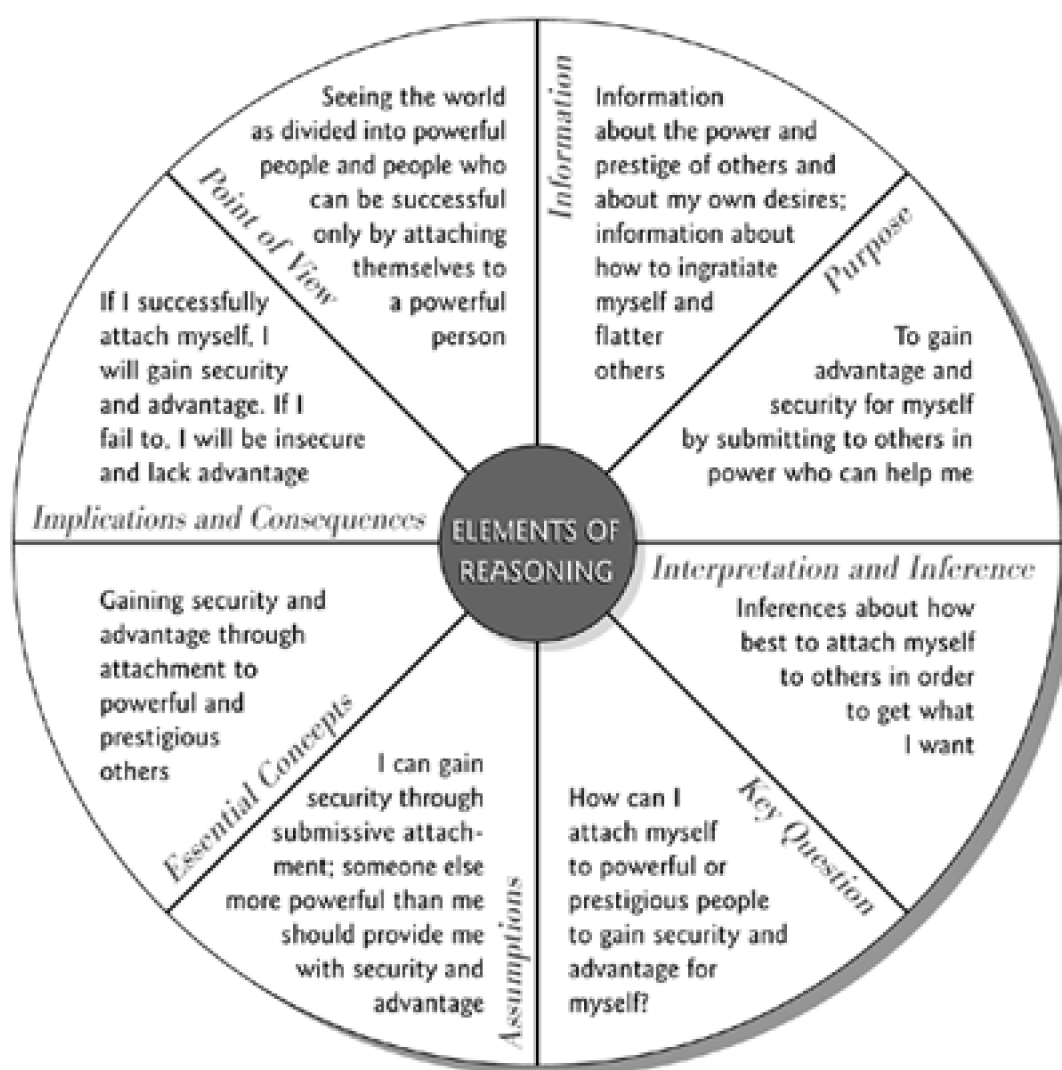 Point of View
Seeing the world
as divided into powerful
people and people who
can be successful
only by attaching
themselves to
a powerful
person
Information
Information
about the power and
prestige of others and
about my own desires;
information about
how to ingratiate
myself and
flatter
others
Purpose
To gain
advantage and
security for myself
by submitting to others in
power who can help me
Interpretation and Inference
Inferences about how
best to attach myself
to others in order
to get what
I want
Key Question
How can I
attach myself
to powerful or
prestigious people
to gain security and
advantage for
myself?
Assumptions
I can gain
security through
submissive attach-
ment; someone else
more powerful than me
should provide me
with security and
advantage
Essential Concepts
Gaining security and
advantage through
attachment to
powerful and
prestigious
others
Implications and Consequences
If I successfully
attach myself, I
will gain security
and advantage. If I
fail to, I will be insecure
and lack advantage
ELEMENTS OF
REASONING